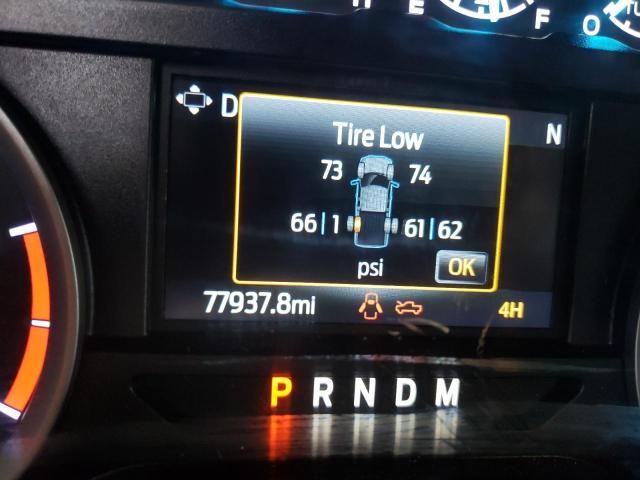 H E F O
D
N
Tire Low
73 74
66|1 61|62
psi OK
77937.8mi 4H
P R N D M